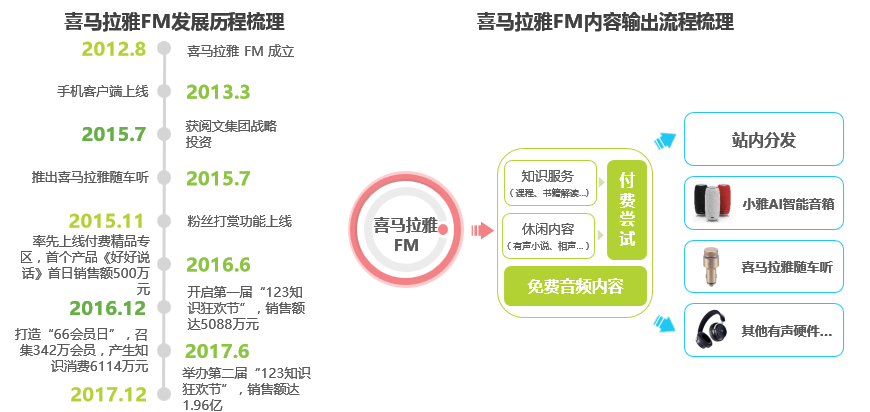 喜马拉雅FM发展历程梳理
2012.8
喜马拉雅 FM 成立
手机客户端上线
2013.3
2015.7
获阅文集团战略
投资
推出喜马拉雅随车听
2015.7
2015.11
粉丝打赏功能上线
率先上线付费精品专
区，首个产品《好好说
话》首日销售额500万
元
2016.6
2016.12
开启第一届“123知
识狂欢节”，销售额
达5088万元
打造“66会员日”，召
集342万会员，产生知
识消费6114万元
2017.6
2017.12
举办第二届“123知识
狂欢节”，销售额达
1.96亿
喜马拉雅FM内容输出流程梳理
喜马拉雅
FM
知识服务
（课程、书籍解读...）
休闲内容
（有声小说、相声...）
付费尝试
免费音频内容
站内分发
小雅AI智能音箱
喜马拉雅随车听
其他有声硬件...